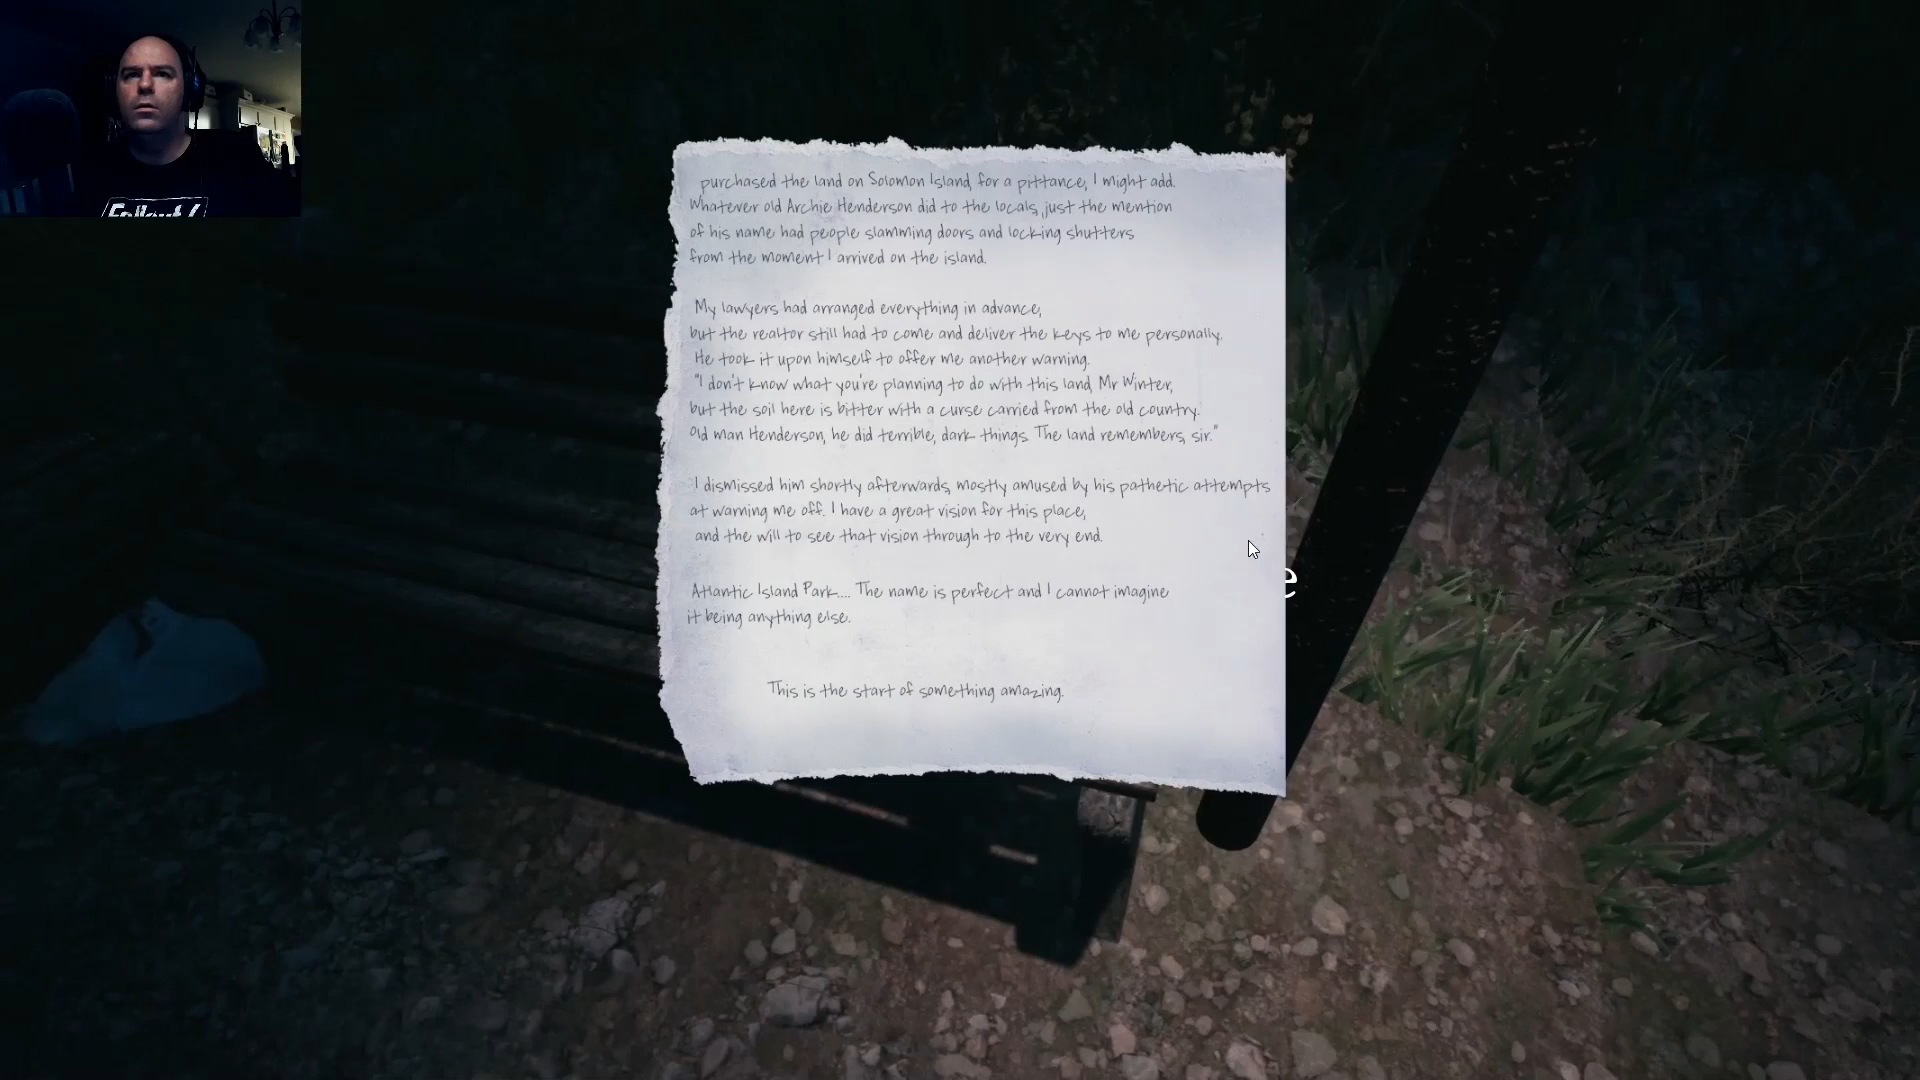 purchased the land on Solomon Island, for a pittance, I might add.
Whatever old Archie Henderson did to the locals, just the mention
of his name had people slamming doors and locking shutters
from the moment I arrived on the island.
My lawyers had arranged everything in advance,
but the realtor still had to come and deliver the keys to me personally.
He took it upon himself to offer me another warning.
"I don't know what you're planning to do with this land, Mr Winter,
but the soil here is bitter with a curse carried from the old country.
Old man Henderson, he did terrible, dark things. The land remembers, sir."
I dismissed him shortly afterwards, mostly amused by his pathetic attempts
at warning me off. I have a great vision for this place,
and the will to see that vision through to the very end.
Atlantic Island Park.... The name is perfect and I cannot imagine
it being anything else.
This is the start of something amazing.
e